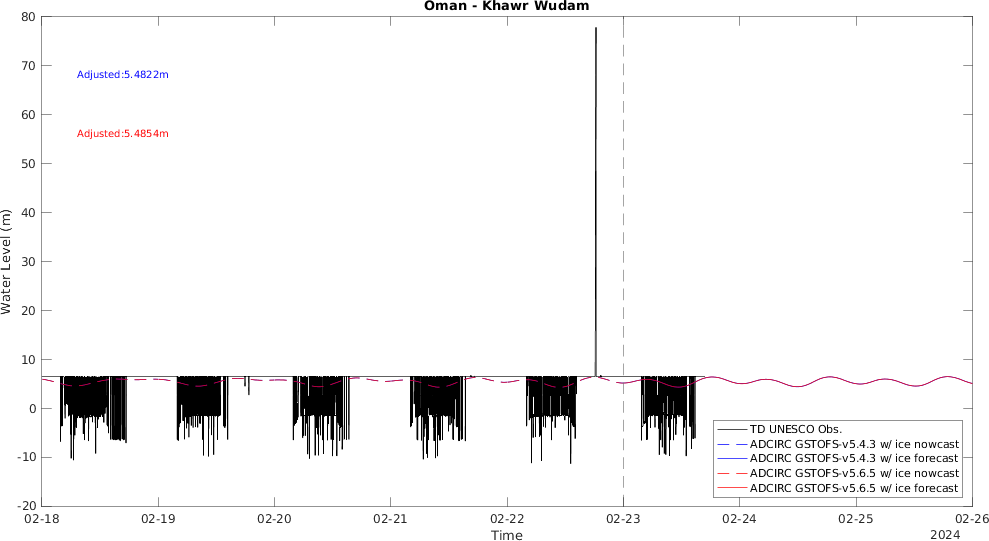 Oman - Khawr Wudam
80
70
60
50
40
30
20
10
0
-10
-20
Water Level (m)
Adjusted:5.4822m
Adjusted:5.4854m
TD UNESCO Obs.
ADCIRC GSTOFS-v5.4.3 w/ ice nowcast
ADCIRC GSTOFS-v5.4.3 w/ ice forecast
ADCIRC GSTOFS-v5.6.5 w/ ice nowcast
ADCIRC GSTOFS-v5.6.5 w/ ice forecast
02-18 02-19 02-20 02-21 02-22 02-23 02-24 02-25 02-26
Time
2024